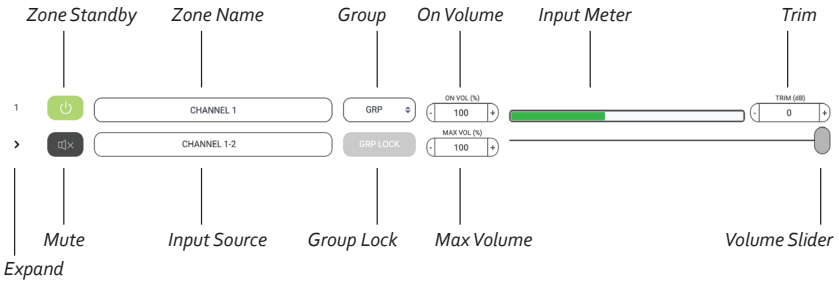 Zone Standby Zone Name Group On Volume Input Meter Trim
ON VOL (%) TRIM (dB)
1 CHANNEL 1 GRP - 100 + - 0 +
MAX VOL (%)
CHANNEL 1-2 GRP LOCK - 100 +
Mute Input Source Group Lock Max Volume Volume Slider
Expand